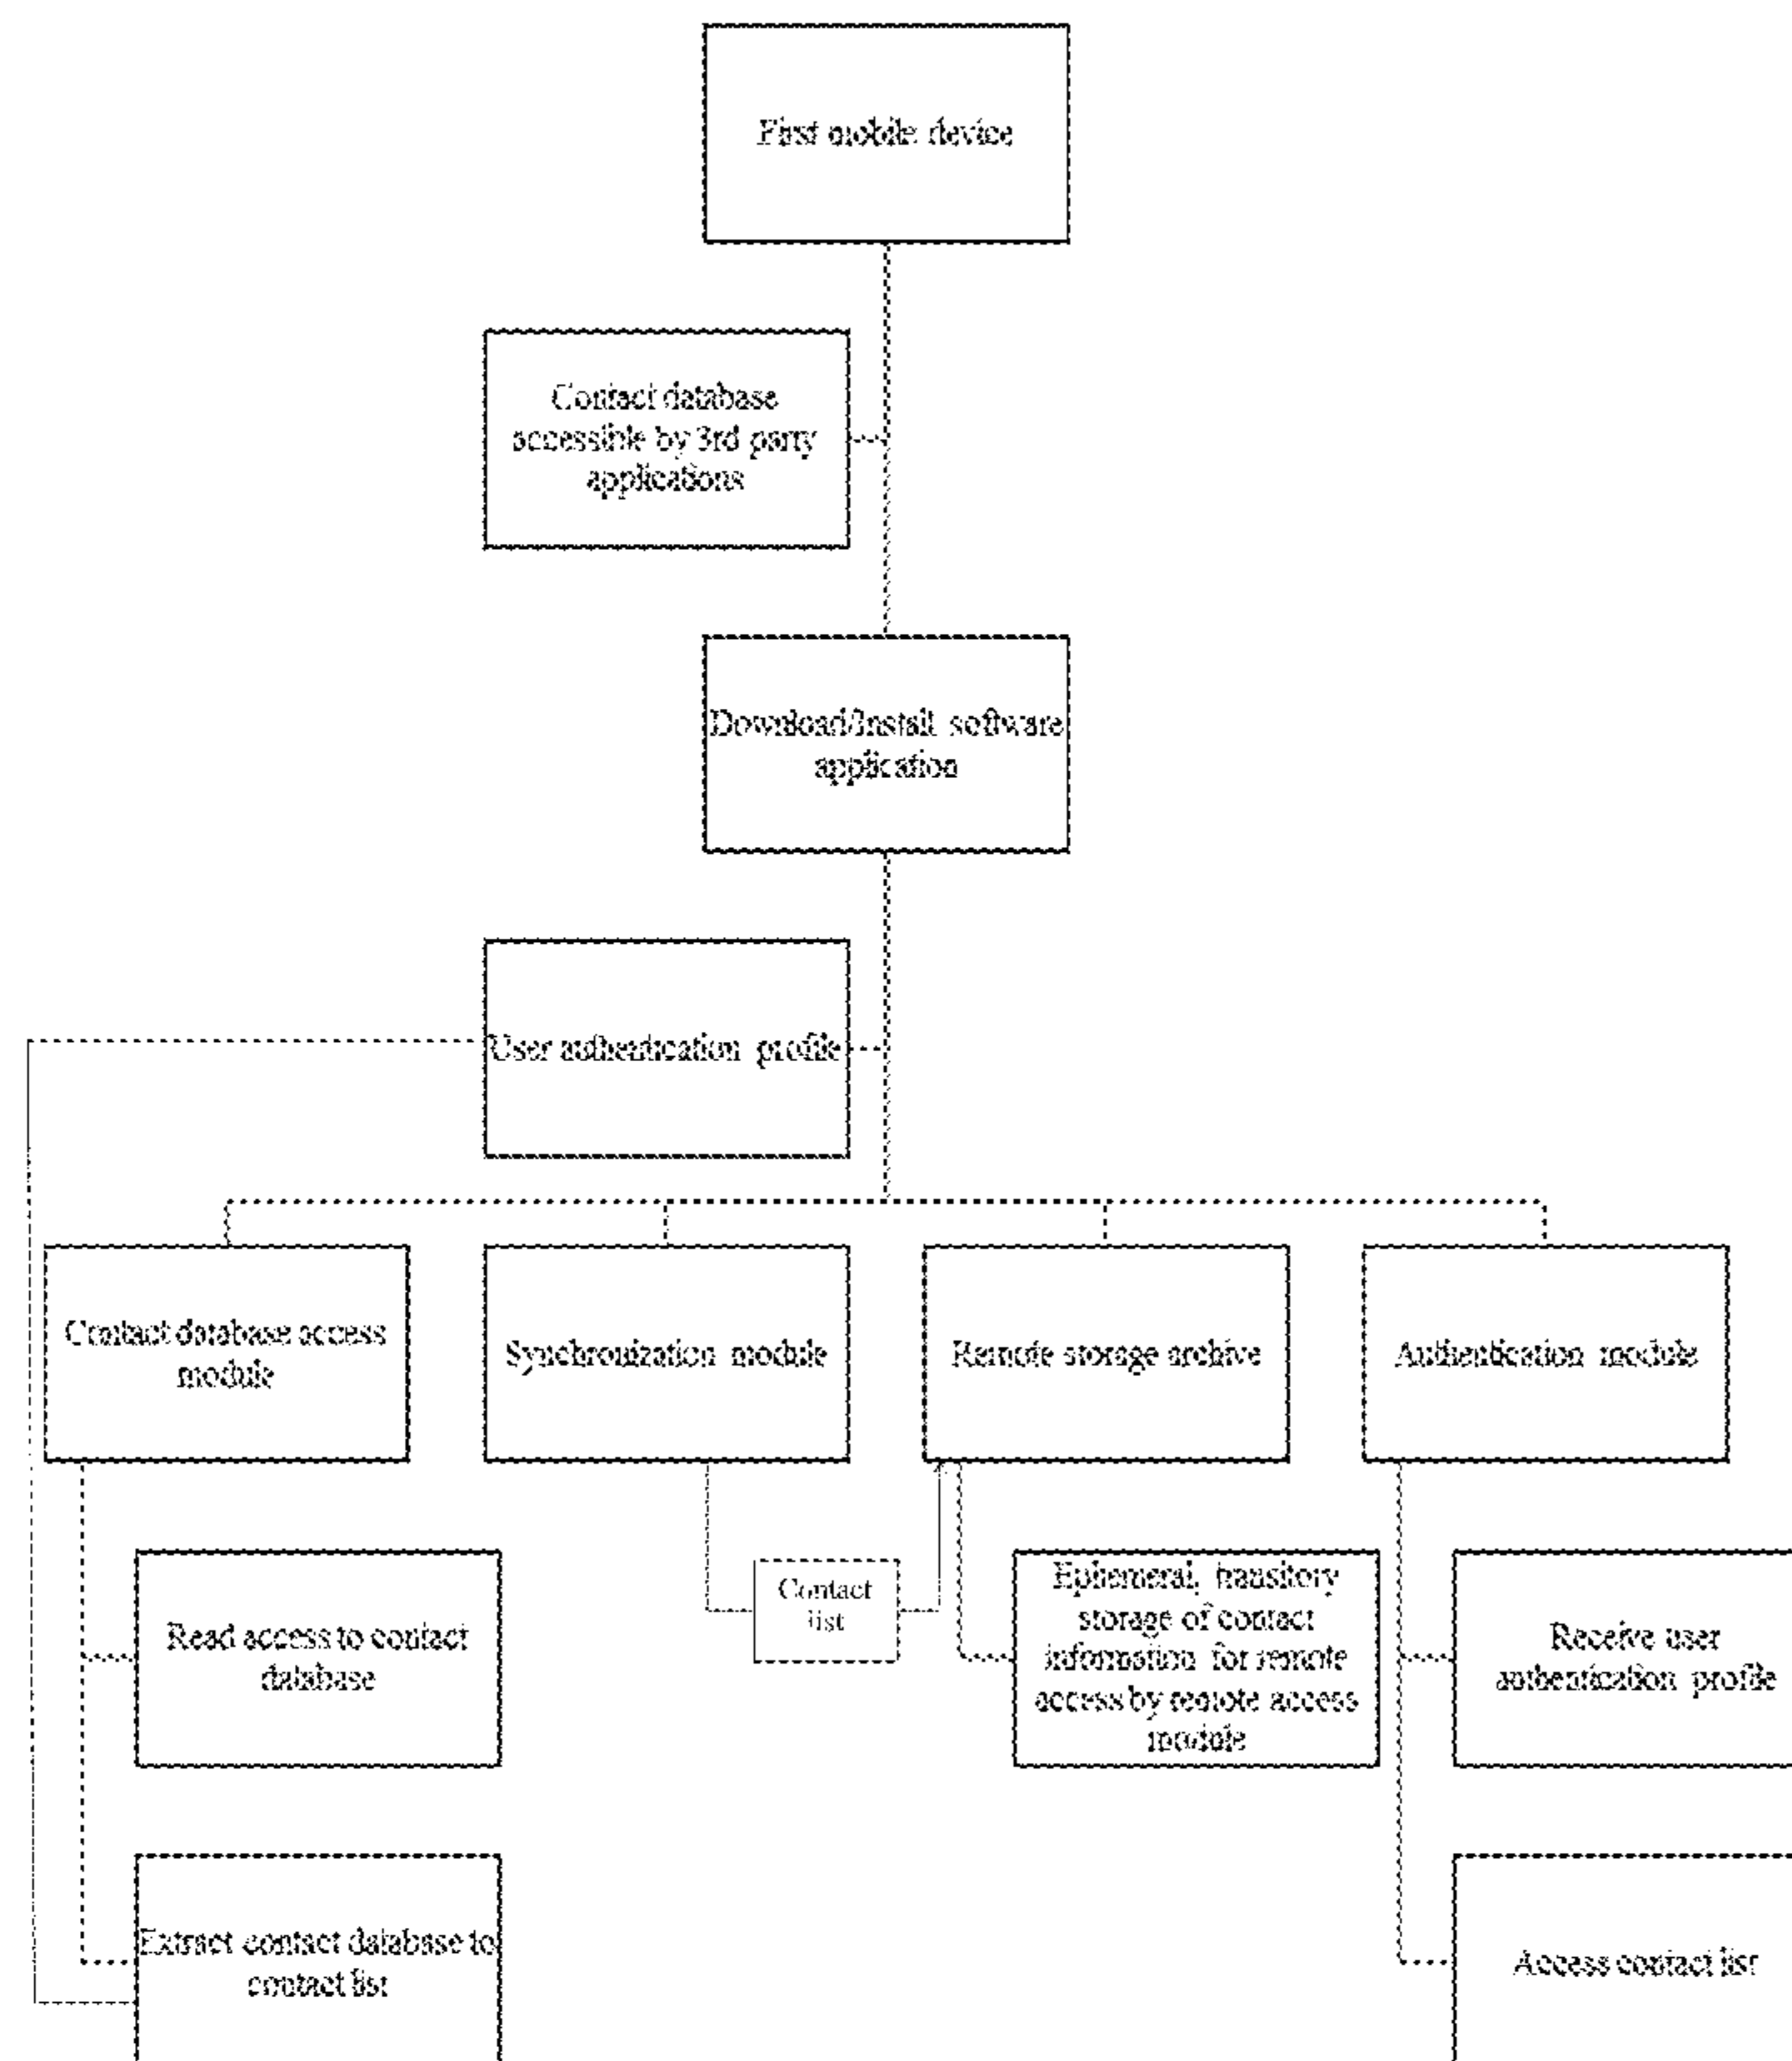 First mobile device
Contact database
accessible by 3rd party
applications
Download/Install software
application
User authentication profile
Contact database access
module
Synchronization module
Remote storage archive
Authentication module
Contact
list
Read access to contact
database
Ephemeral, transitory
storage of contact
information for remote
access by remote access
module
Receive user
authentication profile
Extract contact database to
contact list
Access contact list